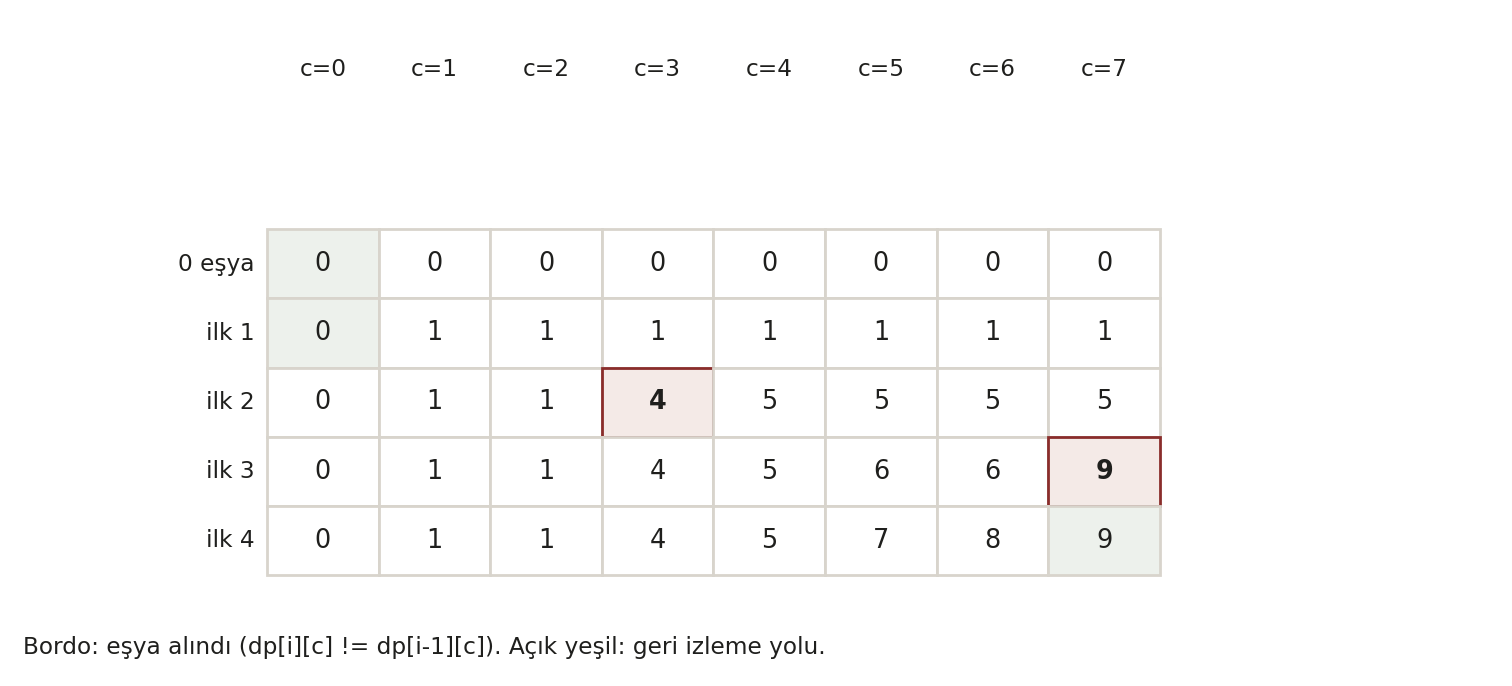 c=0 c=1 c=2 c=3 c=4 c=5 c=6 c=7
0 eşya 0 0 0 0 0 0 0 0
ilk 1 0 1 1 1 1 1 1 1
ilk 2 0 1 1 4 5 5 5 5
ilk 3 0 1 1 4 5 6 6 9
ilk 4 0 1 1 4 5 7 8 9
Bordo: eşya alındı (dp[i][c] != dp[i-1][c]). Açık yeşil: geri izleme yolu.